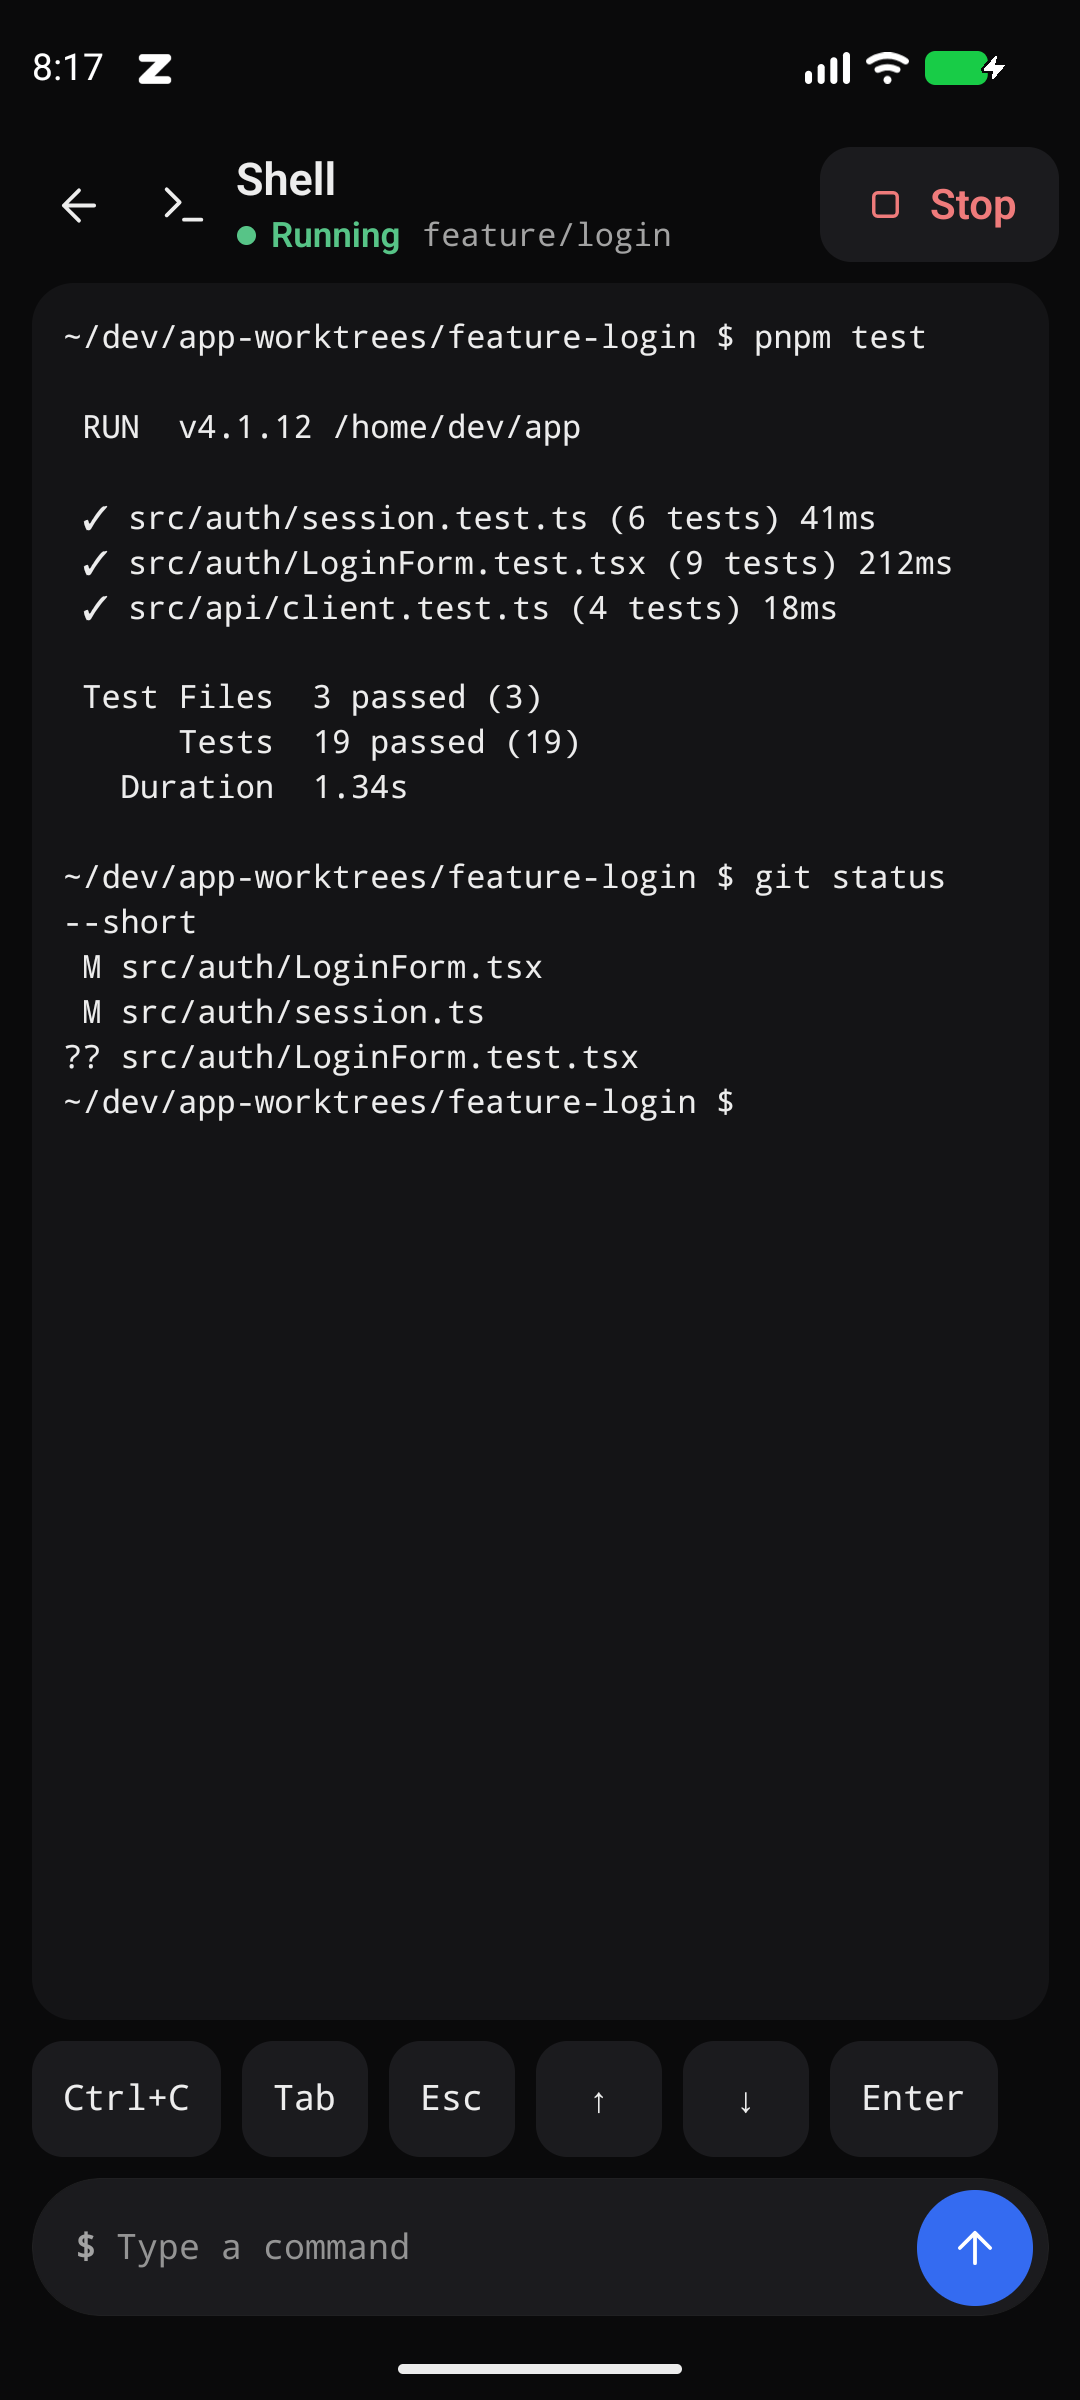 8:17
Shell
Stop
Running feature/login
~/dev/app-worktrees/feature-login $ pnpm test
RUN  v4.1.12 /home/dev/app
✓ src/auth/session.test.ts (6 tests) 41ms
✓ src/auth/LoginForm.test.tsx (9 tests) 212ms
✓ src/api/client.test.ts (4 tests) 18ms
Test Files  3 passed (3)
Tests  19 passed (19)
Duration  1.34s
~/dev/app-worktrees/feature-login $ git status
--short
M src/auth/LoginForm.tsx
M src/auth/session.ts
?? src/auth/LoginForm.test.tsx
~/dev/app-worktrees/feature-login $
Ctrl+C Tab Esc ↑ ↓ Enter
$ Type a command